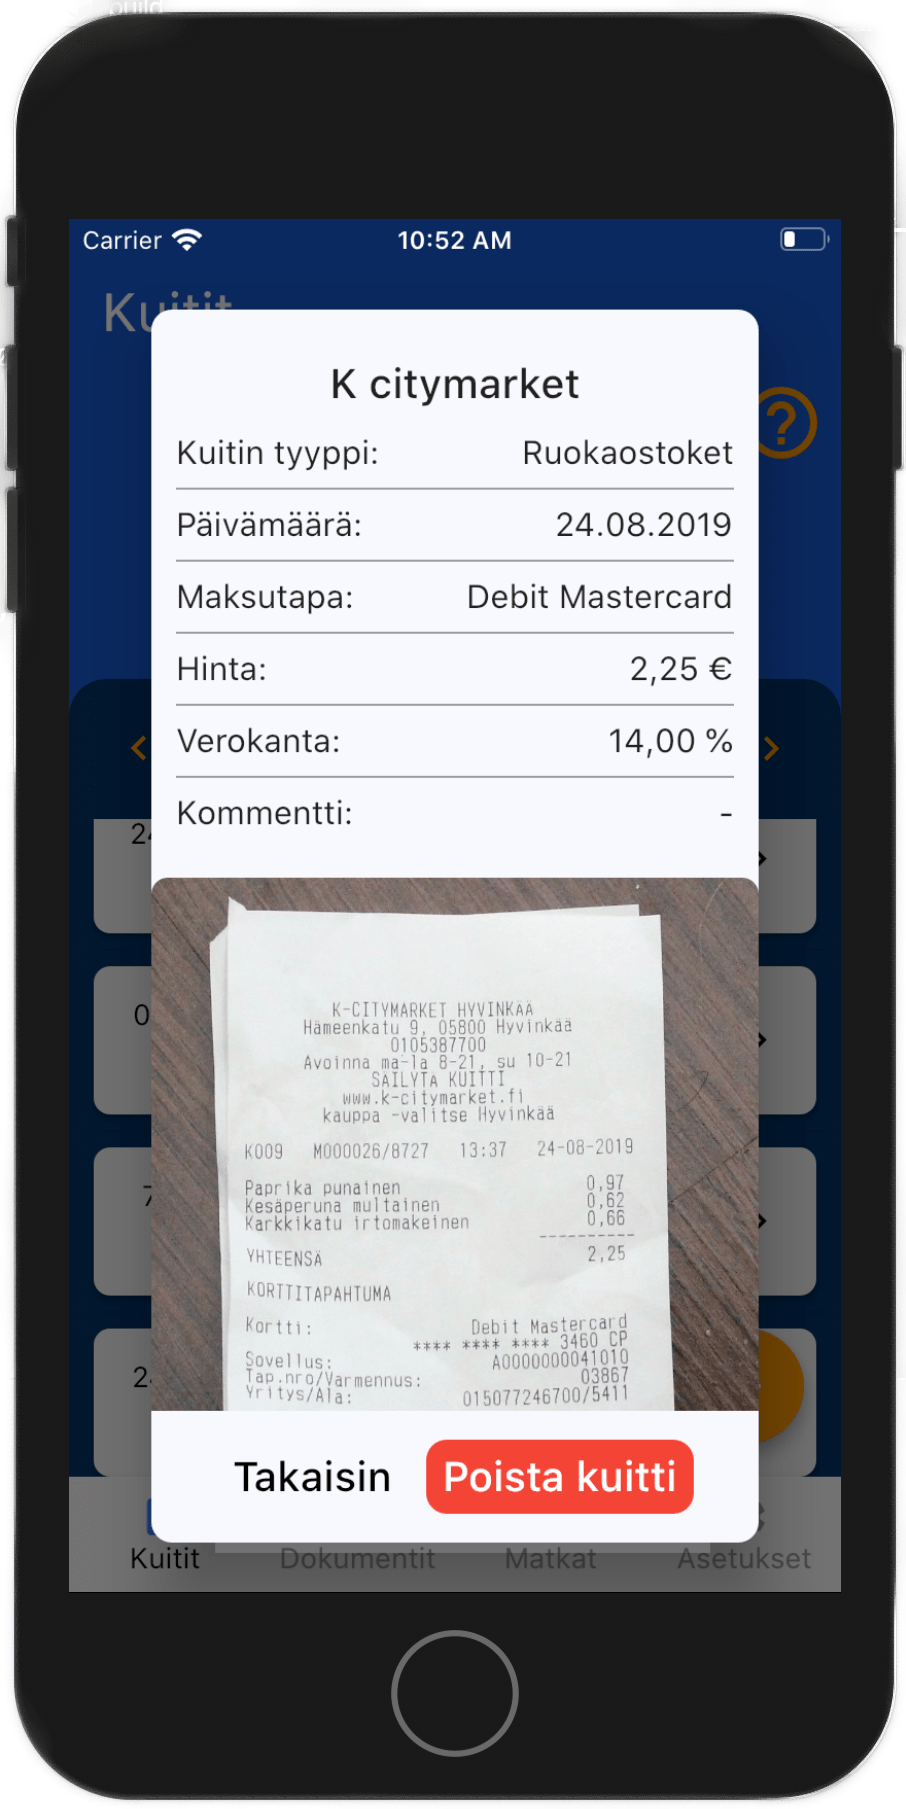 build
Carrier 10:52 AM
Kuitit
K citymarket
Kuitin tyyppi: Ruokaostoket
Päivämäärä: 24.08.2019
Maksutapa: Debit Mastercard
Hinta: 2,25 €
Verokanta: 14,00 %
Kommentti: -
K-CITYMARKET HYVINKÄÄ
Hämeenkatu 9, 05800 Hyvinkää
0105387700
Avoinna ma-la 8-21, su 10-21
SÄILYTÄ KUITTI
www.k-citymarket.fi
kauppa -valitse Hyvinkää
K009 M000026/8727 13:37 24-08-2019
Paprika punainen 0,97
Kesäperuna multainen 0,62
Karkkikatu irtomakeinen 0,66
----------
YHTEENSÄ 2,25
KORTTITAPAHTUMA
Kortti: Debit Mastercard
**** **** **** 3460 CP
Sovellus: A0000000041010
Tap.nro/Varmennus: 03867
Yritys/Ala: 015077246700/5411
Takaisin Poista kuitti
Kuitit Dokumentit Matkat Asetukset